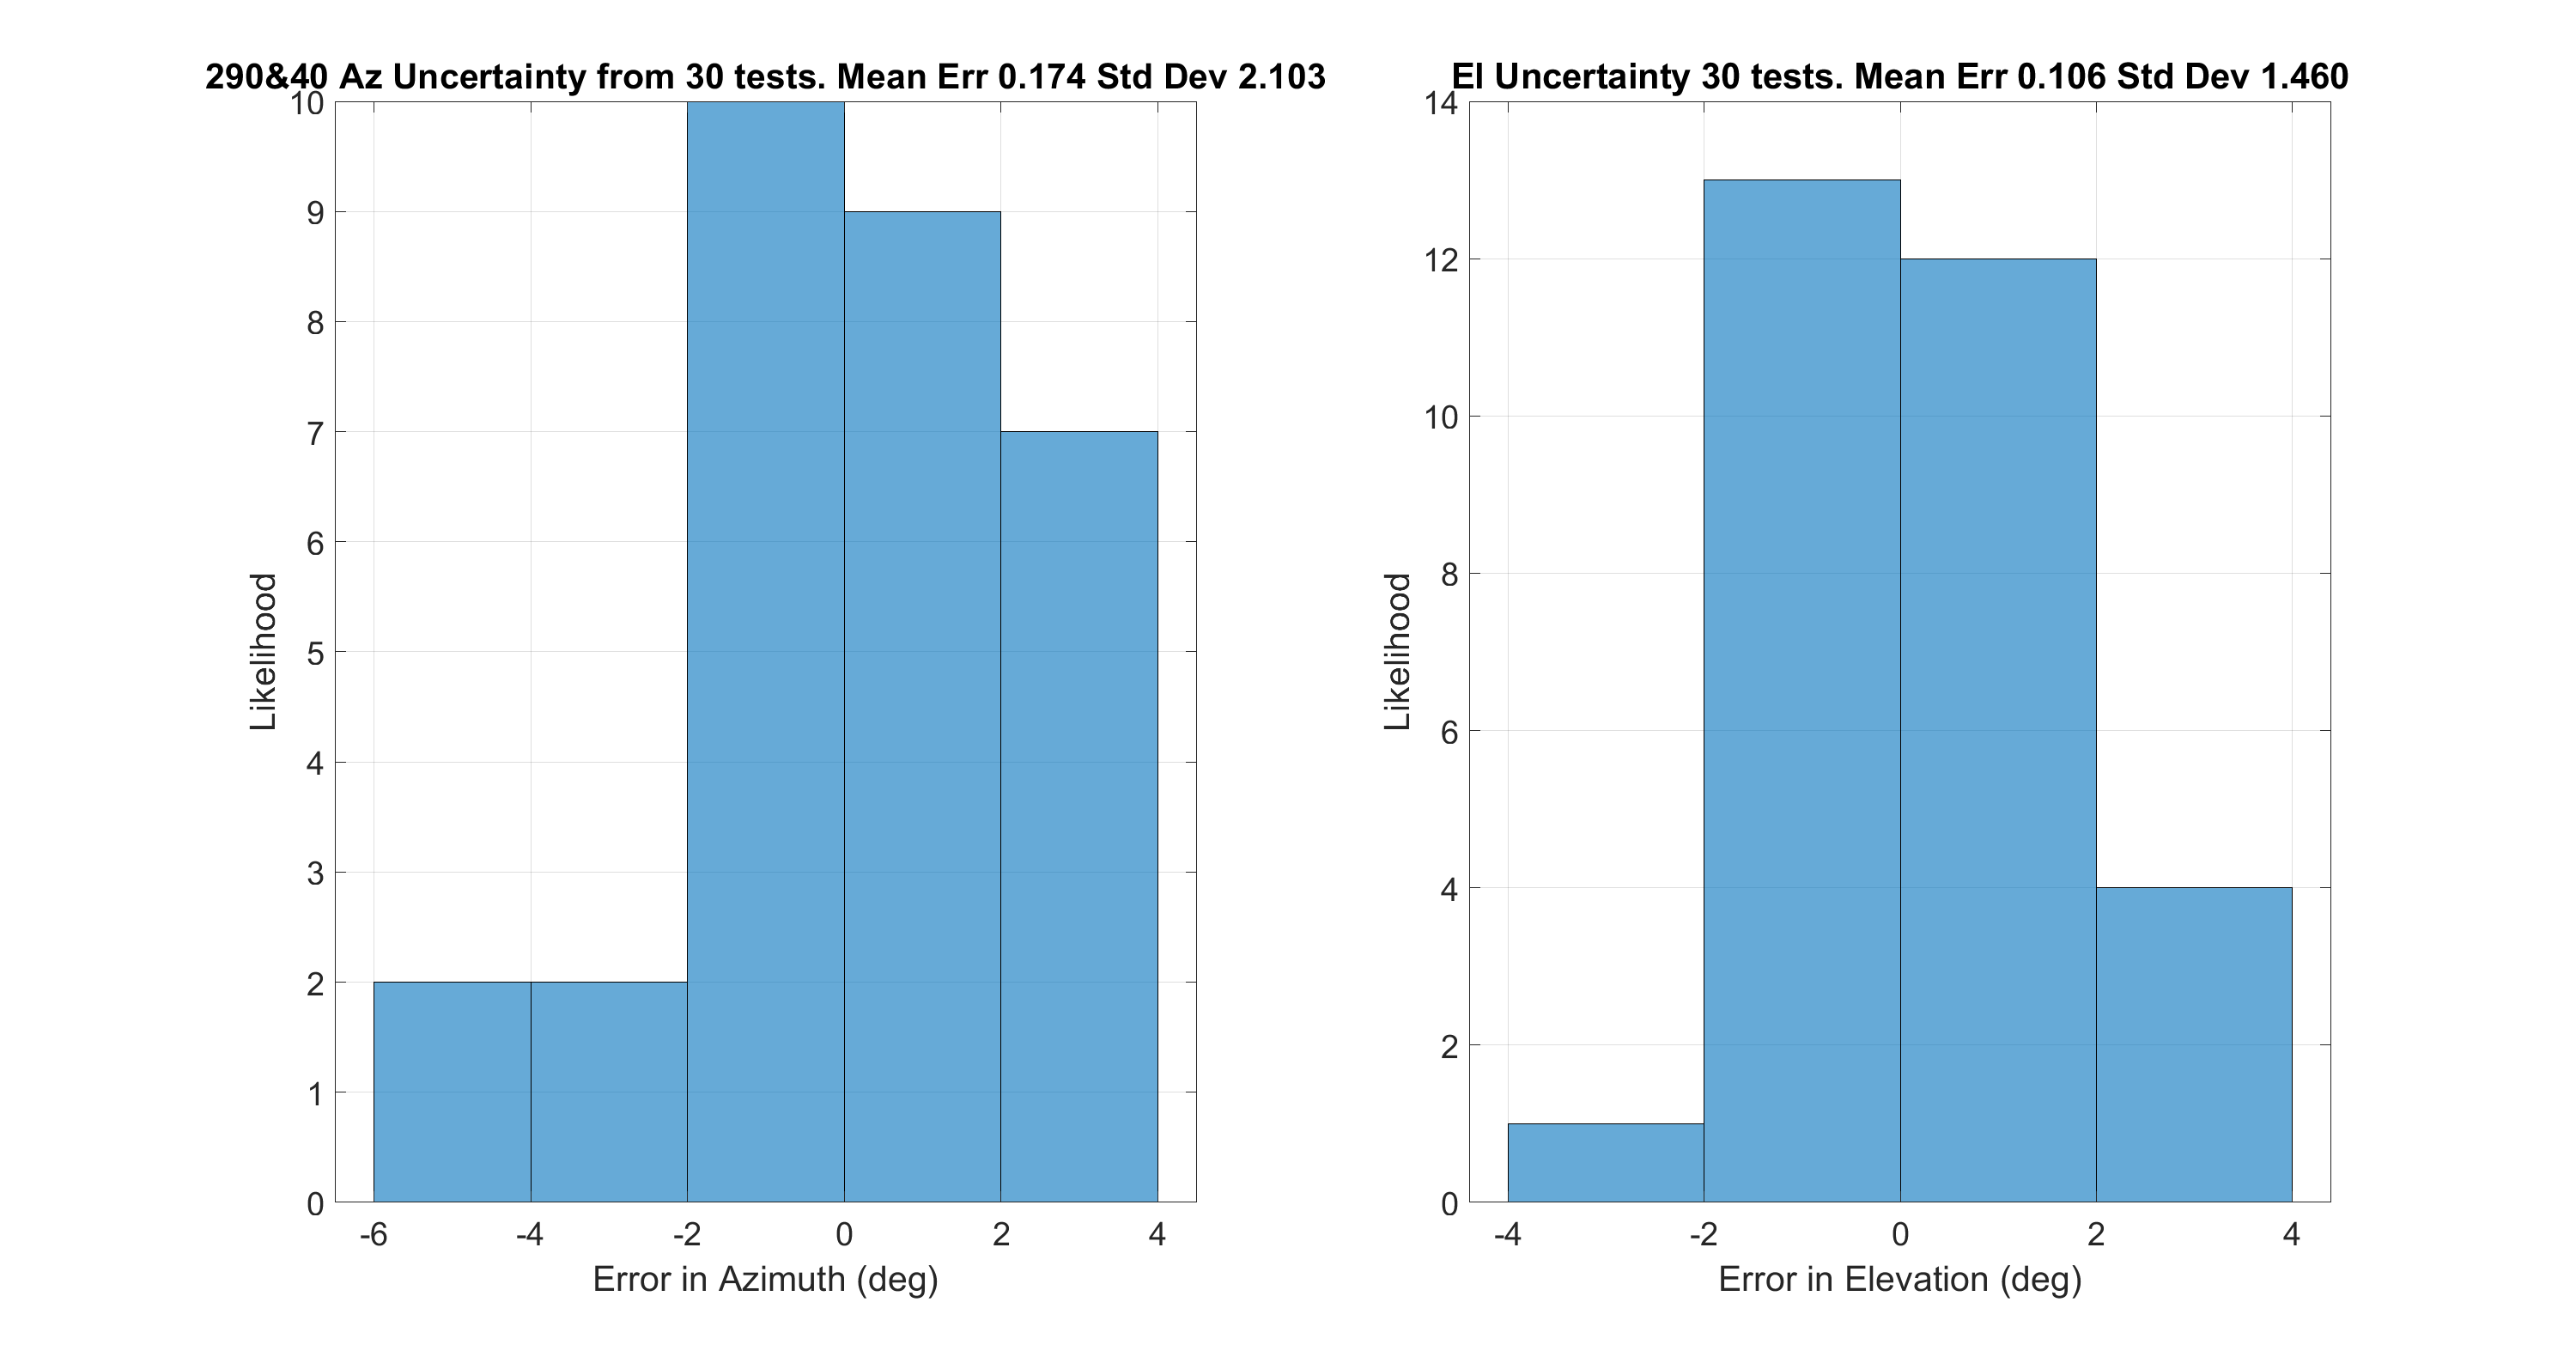 290&40 Az Uncertainty from 30 tests. Mean Err 0.174 Std Dev 2.103
10
9
8
7
6
5
4
3
2
1
0
Likelihood
-6 -4 -2 0 2 4
Error in Azimuth (deg)
El Uncertainty 30 tests. Mean Err 0.106 Std Dev 1.460
14
12
10
8
6
4
2
0
Likelihood
-4 -2 0 2 4
Error in Elevation (deg)